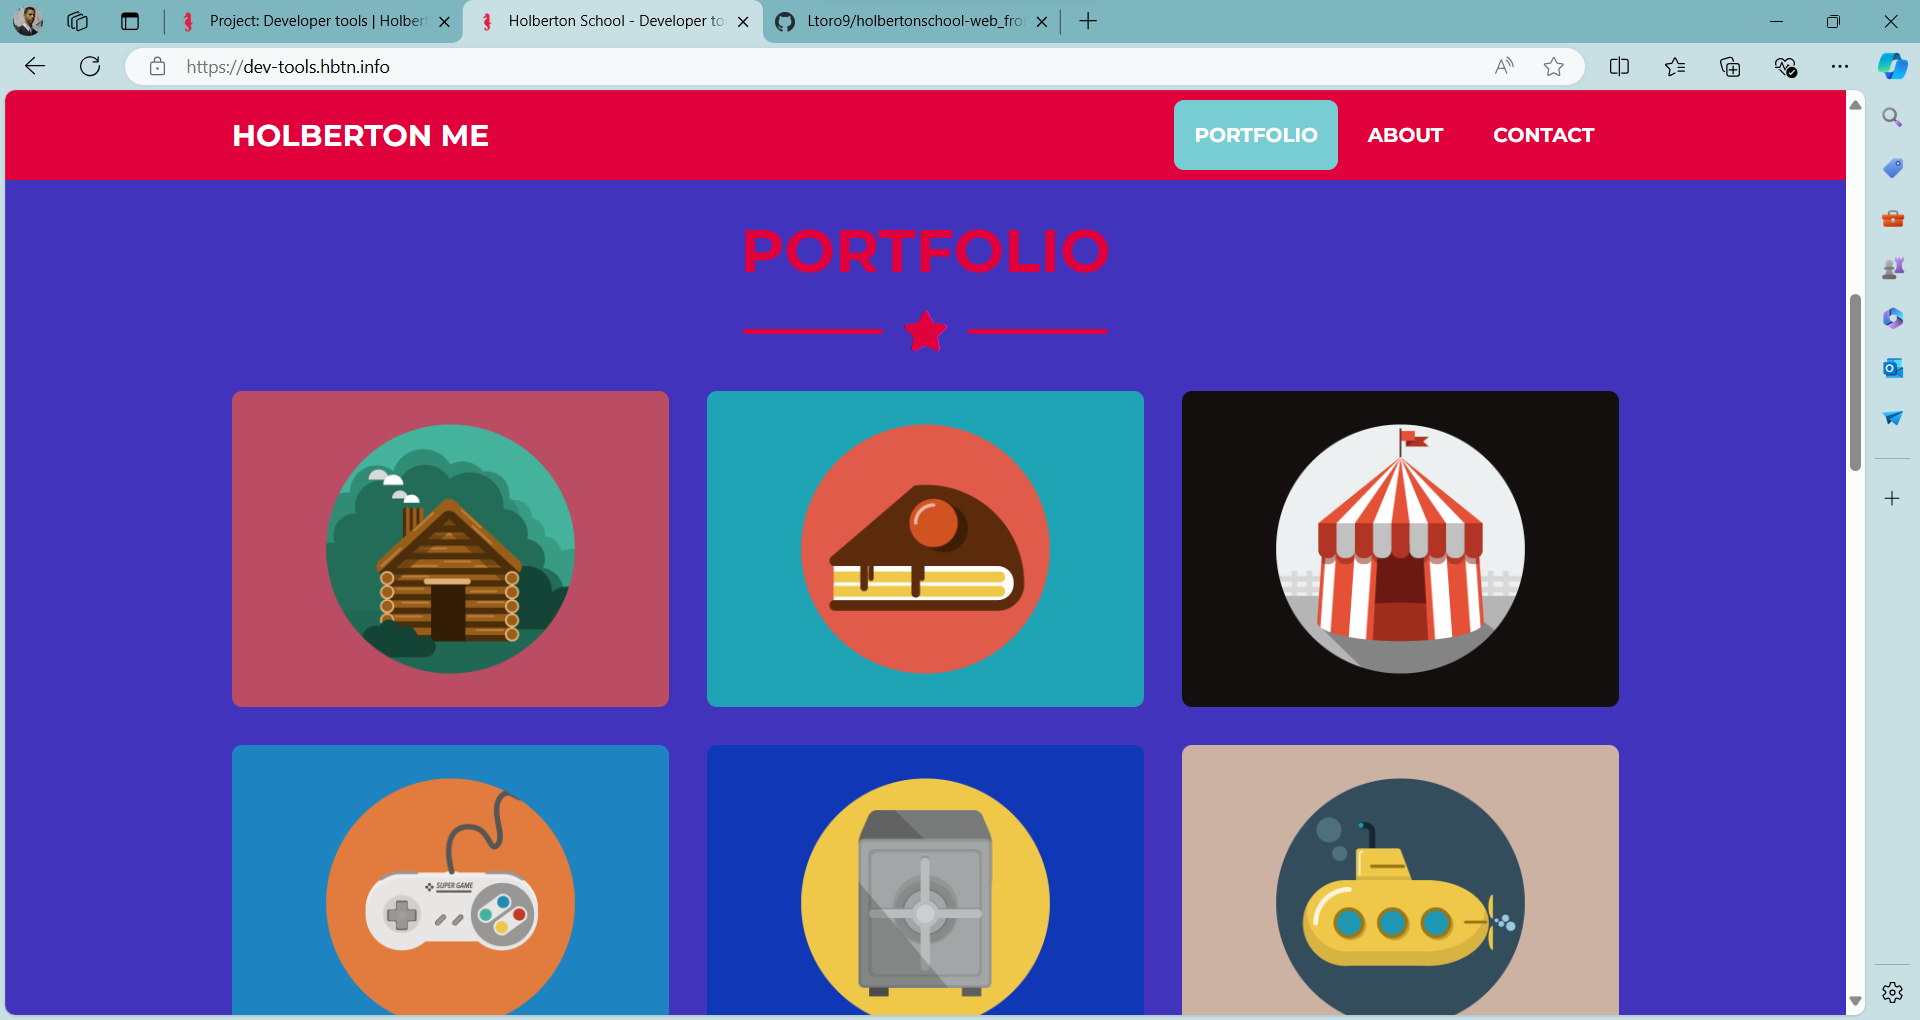 Project: Developer tools | Holbert
Holberton School - Developer to
Ltoro9/holbertonschool-web_fro
https://dev-tools.hbtn.info
HOLBERTON ME
PORTFOLIO
ABOUT
CONTACT
PORTFOLIO
SUPER GAME